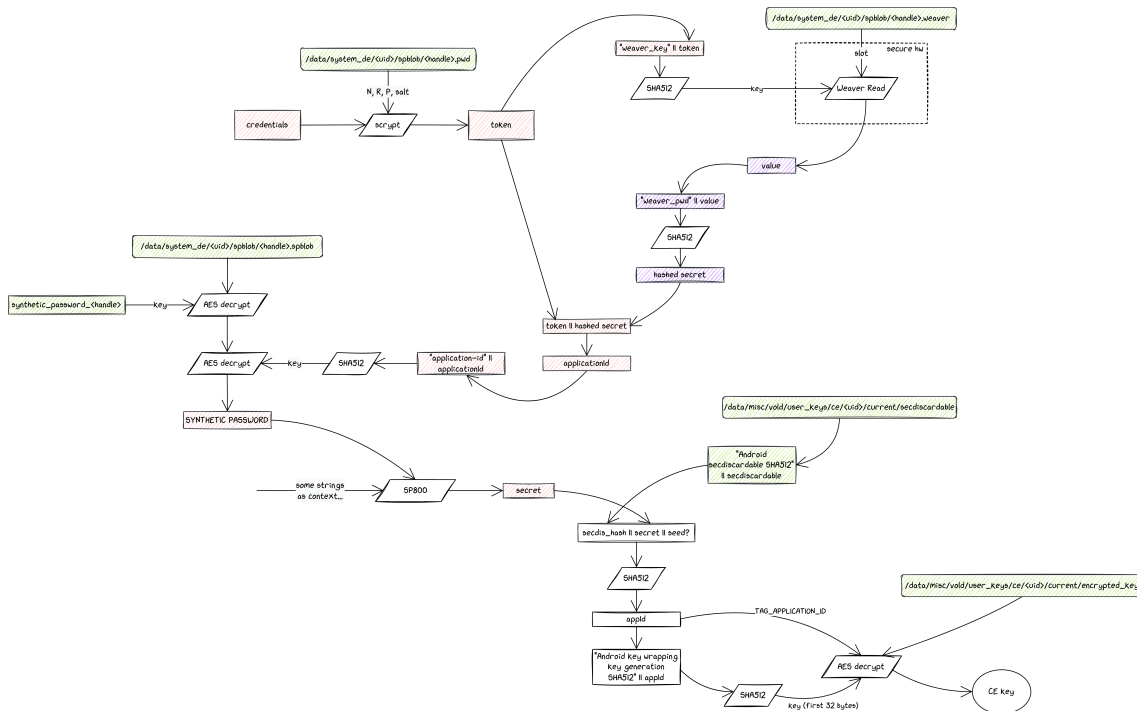 /data/system_de/<uid>/spblob/<handle>.weaver
"weaver_key" || token
secure hw
slot
/data/system_de/<uid>/spblob/<handle>.pwd
SHA512
key
Weaver Read
N, R, P, salt
credentials
scrypt
token
value
"weaver_pwd" || value
SHA512
/data/system_de/<uid>/spblob/<handle>.spblob
hashed secret
synthetic_password_<handle>
key
AES decrypt
token || hashed secret
AES decrypt
key
SHA512
"application-id" ||
applicationId
applicationId
SYNTHETIC PASSWORD
/data/misc/vold/user_keys/ce/<uid>/current/secdiscardable
"Android
secdiscardable SHA512"
|| secdiscardable
some strings
as context...
SP800
secret
secdis_hash || secret || seed?
SHA512
/data/misc/vold/user_keys/ce/<uid>/current/encrypted_key
appId
TAG_APPLICATION_ID
"Android key wrapping
key generation
SHA512" || appId
AES decrypt
SHA512
key (first 32 bytes)
CE key